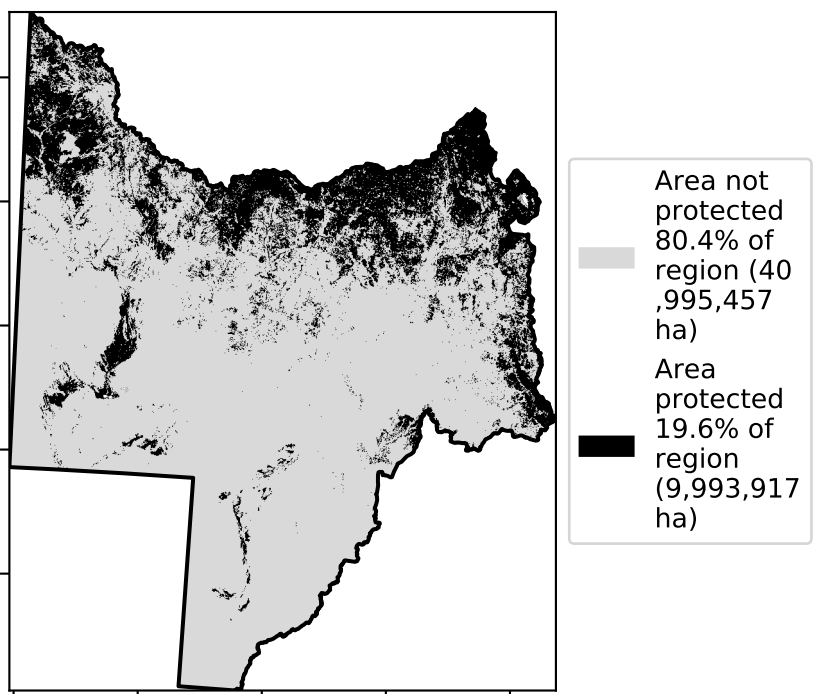 Area not
protected
80.4% of
region (40
,995,457
ha)
Area
protected
19.6% of
region
(9,993,917
ha)